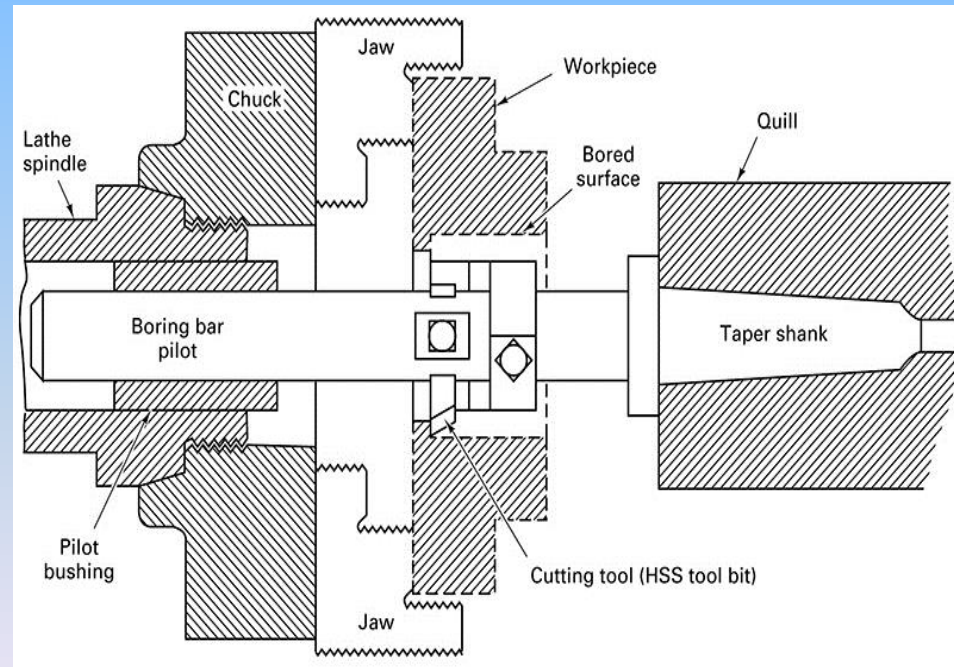 Jaw
Workpiece
Chuck
Quill
Lathe
spindle
Bored
surface
Boring bar
pilot
Taper shank
Pilot
bushing
Cutting tool (HSS tool bit)
Jaw